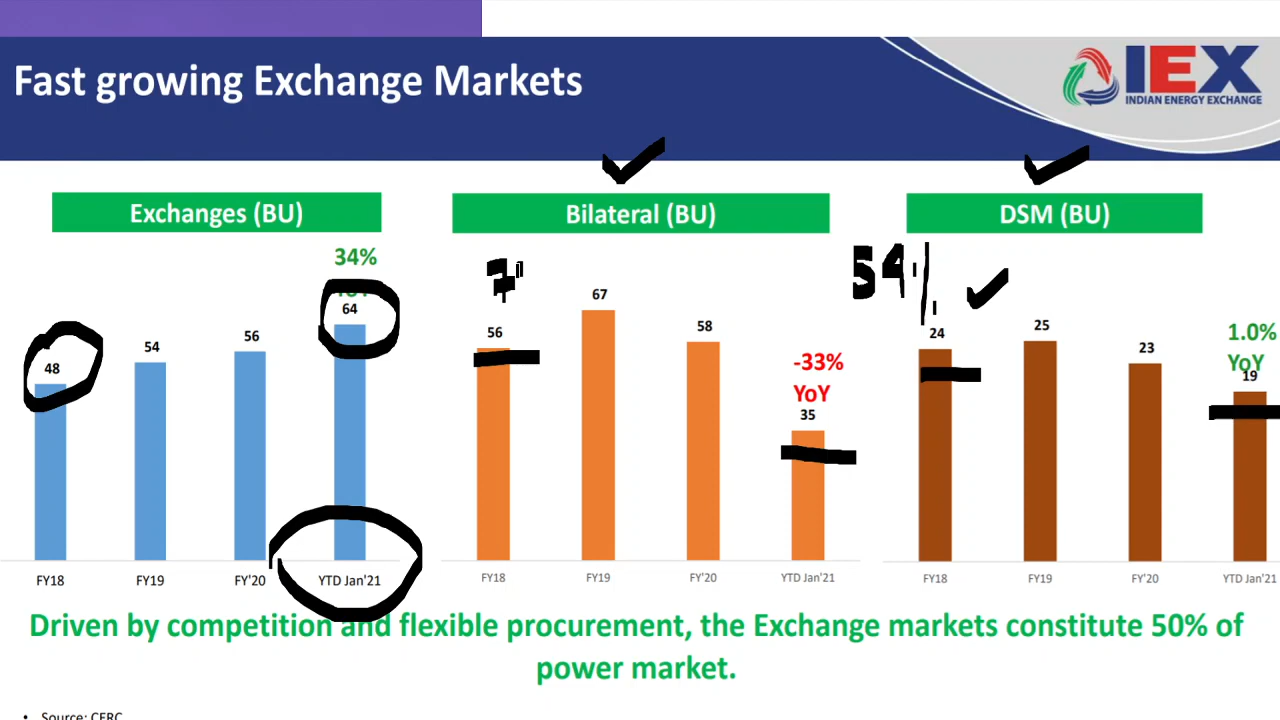 Fast growing Exchange Markets
IEX
INDIAN ENERGY EXCHANGE
Exchanges (BU)
34%
64
56
54
48
FY18
FY19
FY'20
YTD Jan'21
Bilateral (BU)
7
56
67
58
-33%
YoY
35
FY18
FY19
FY'20
YTD Jan'21
DSM (BU)
54%
24
25
23
1.0%
YoY
19
FY18
FY19
FY'20
YTD Jan'21
Driven by competition and flexible procurement, the Exchange markets constitute 50% of
power market.
• Source: CERC